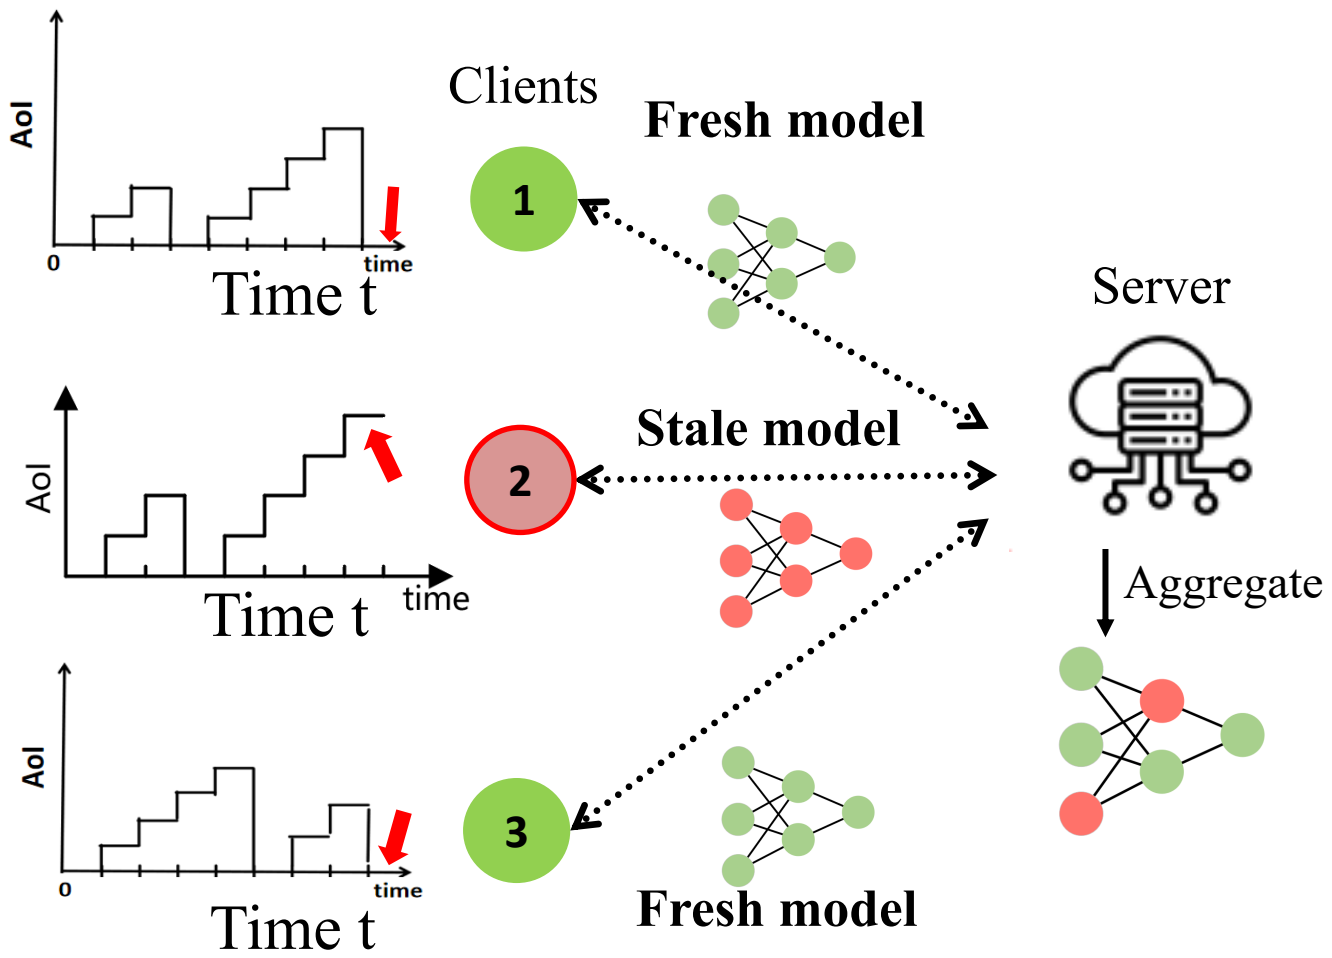 AoI
0
time
Time t
Clients
1
Fresh model
AoI
time
Time t
2
Stale model
AoI
0
time
Time t
3
Fresh model
Server
Aggregate